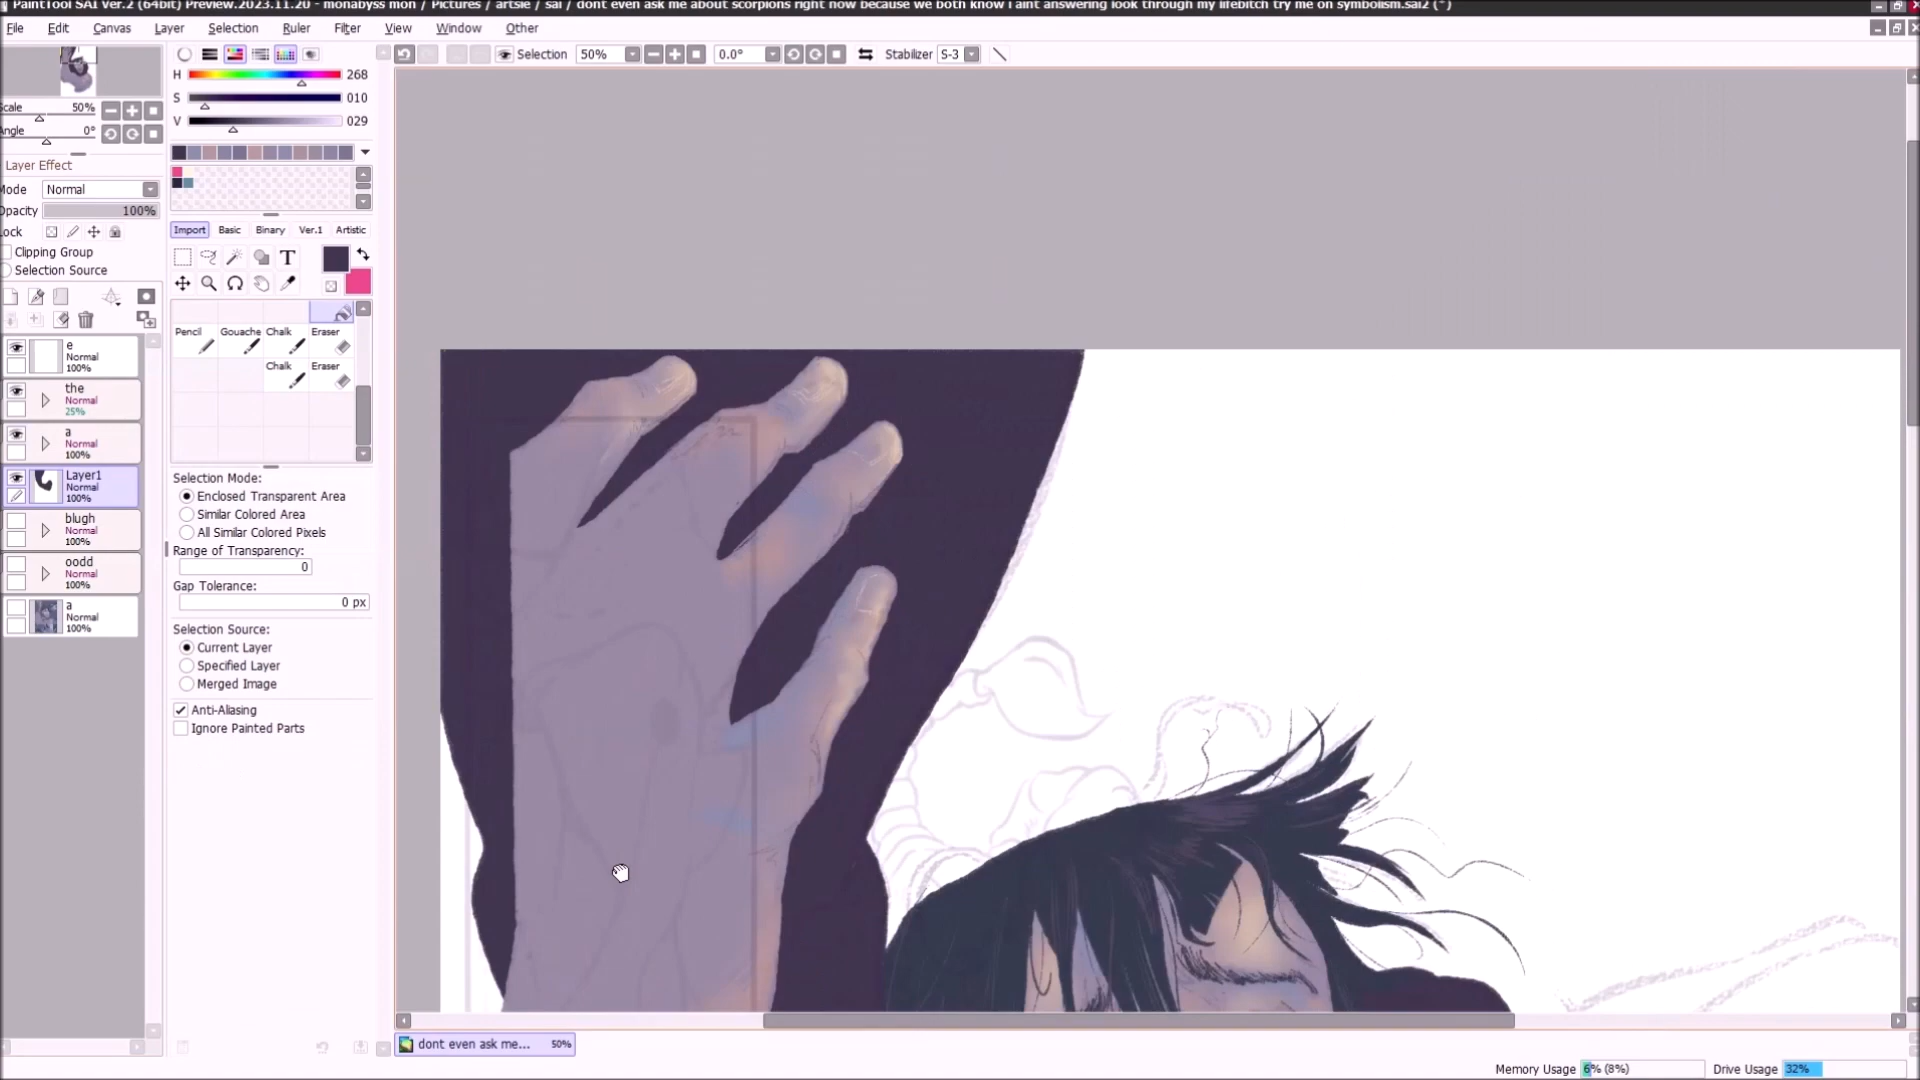 PaintTool SAI Ver.2 (64bit) Preview.2023.11.20 - monabyss mon / Pictures / artsie / sai / dont even ask me about scorpions right now because we both know i aint answering look through my lifebitch try me on symbolism.sai2 (*)
File Edit Canvas Layer Selection Ruler Filter View Window Other
Selection 50% 0.0° Stabilizer S-3
H 268
S 010
V 029
Scale 50%
Angle 0°
Layer Effect
Mode Normal
Opacity 100%
Lock
Clipping Group
Selection Source
e
Normal
100%
the
Normal
25%
a
Normal
100%
Layer1
Normal
100%
blugh
Normal
100%
oodd
Normal
100%
a
Normal
100%
Import Basic Binary Ver.1 Artistic
T
Pencil Gouache Chalk Eraser
Chalk Eraser
Selection Mode:
Enclosed Transparent Area
Similar Colored Area
All Similar Colored Pixels
Range of Transparency:
0
Gap Tolerance:
0 px
Selection Source:
Current Layer
Specified Layer
Merged Image
Anti-Aliasing
Ignore Painted Parts
dont even ask me... 50%
Memory Usage 6% (8%) Drive Usage 32%